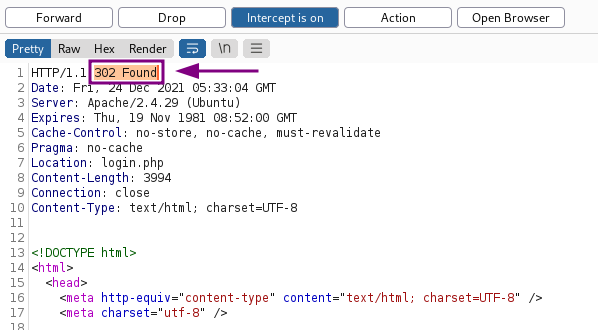 Forward Drop Intercept is on Action Open Browser
Pretty Raw Hex Render \n
1 HTTP/1.1 302 Found
2 Date: Fri, 24 Dec 2021 05:33:04 GMT
3 Server: Apache/2.4.29 (Ubuntu)
4 Expires: Thu, 19 Nov 1981 08:52:00 GMT
5 Cache-Control: no-store, no-cache, must-revalidate
6 Pragma: no-cache
7 Location: login.php
8 Content-Length: 3994
9 Connection: close
10 Content-Type: text/html; charset=UTF-8
11
12
13 <!DOCTYPE html>
14 <html>
15 <head>
16 <meta http-equiv="content-type" content="text/html; charset=UTF-8" />
17 <meta charset="utf-8" />
18